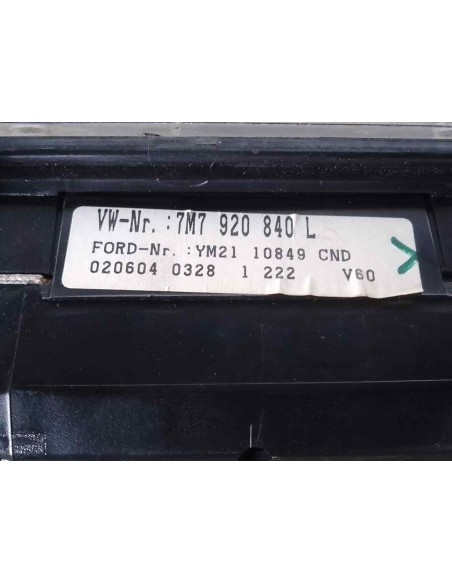 VW-Nr. :7M7 920 840 L
FORD-Nr. :YM21 10849 CND
020604 0328 1 222 V60